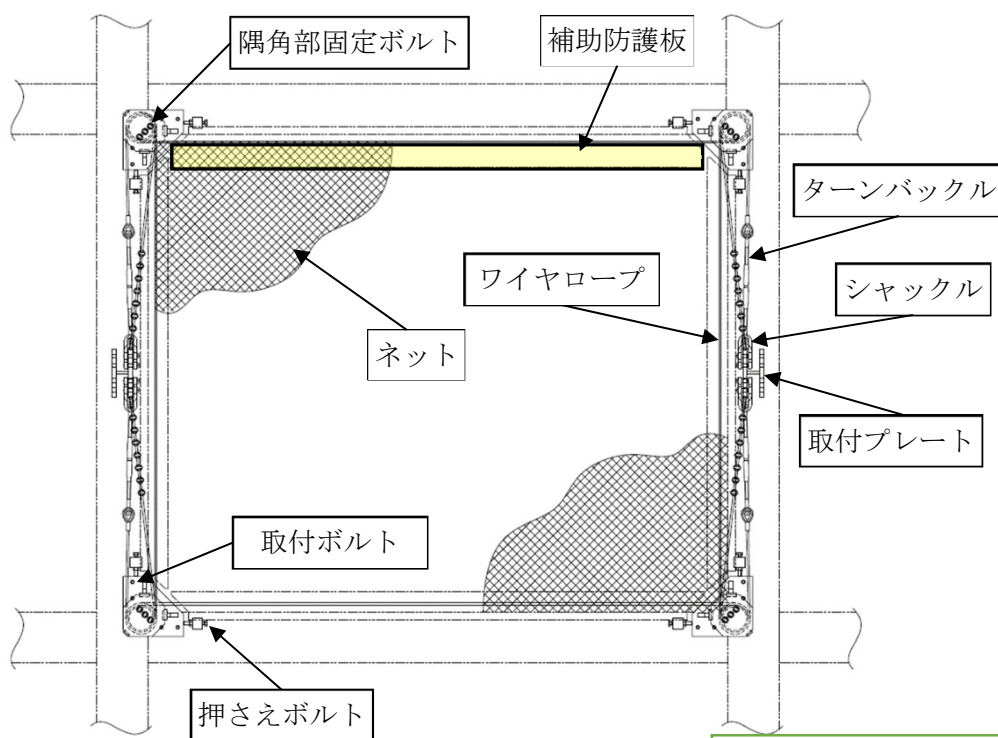 隅角部固定ボルト
補助防護板
ターンバックル
ワイヤロープ
シャックル
ネット
取付プレート
取付ボルト
押さえボルト